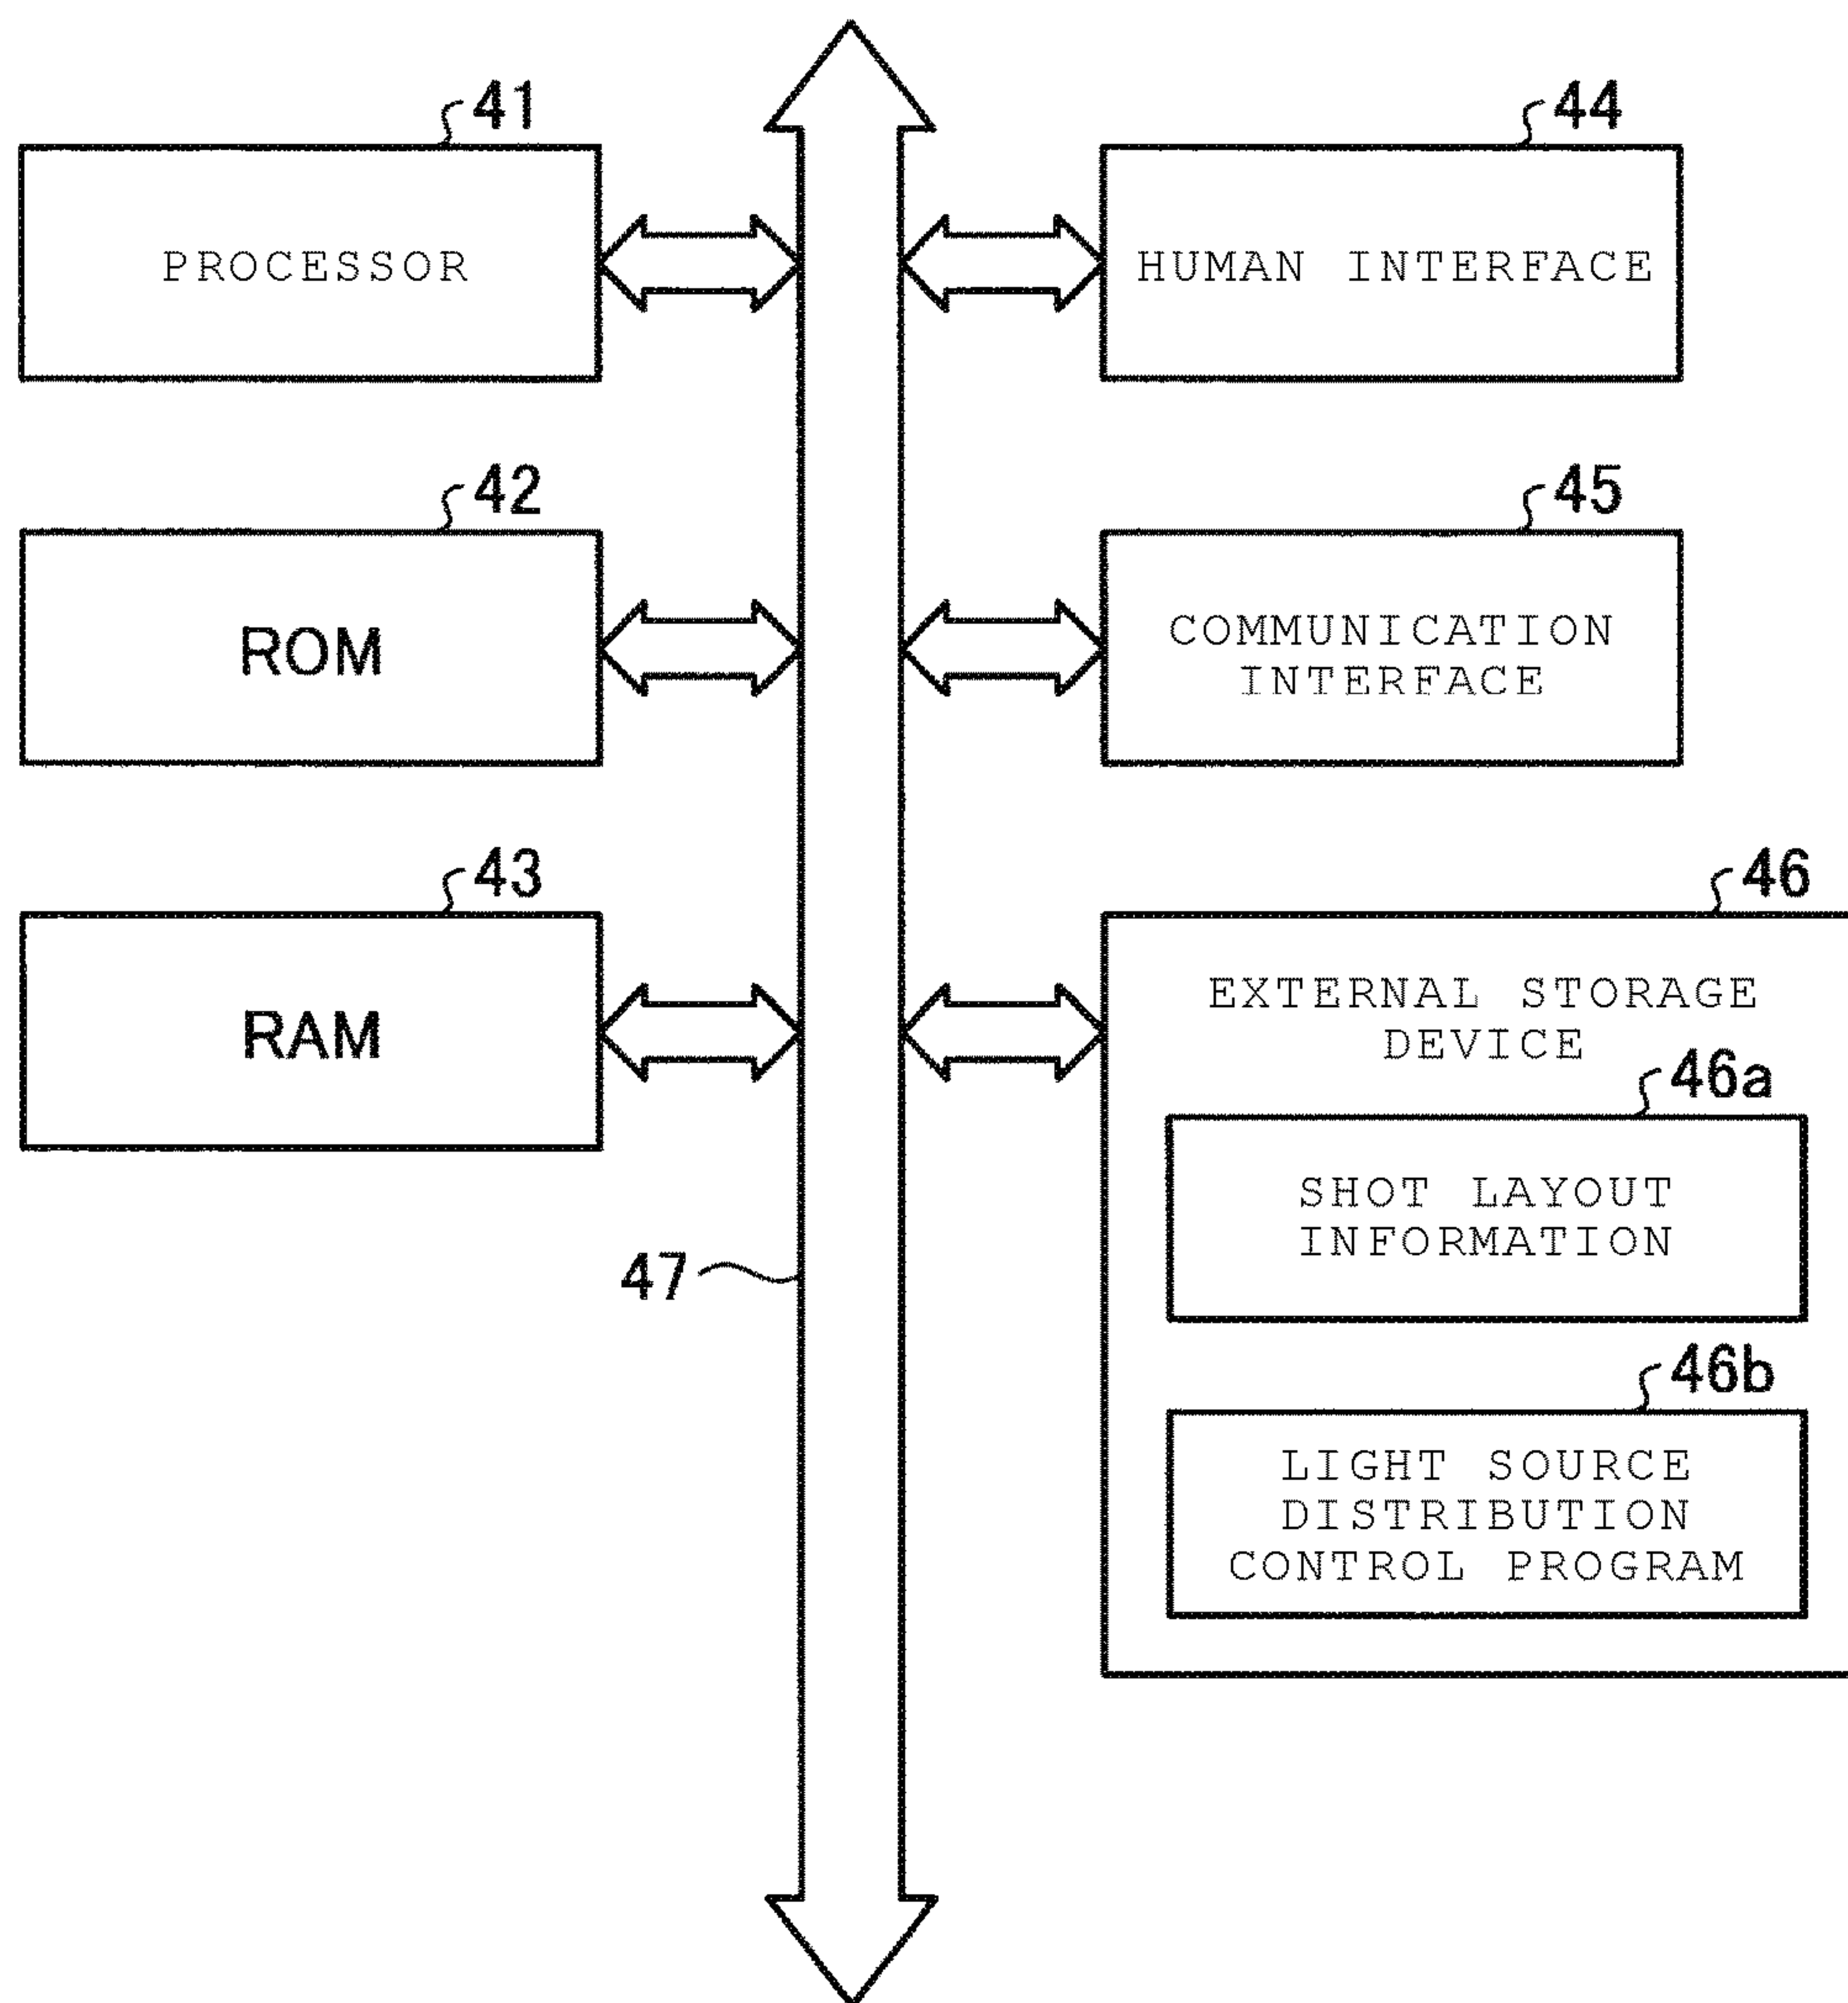 41
PROCESSOR
44
HUMAN INTERFACE
42
ROM
45
COMMUNICATION
INTERFACE
43
RAM
46
EXTERNAL STORAGE
DEVICE
46a
SHOT LAYOUT
INFORMATION
47
46b
LIGHT SOURCE
DISTRIBUTION
CONTROL PROGRAM